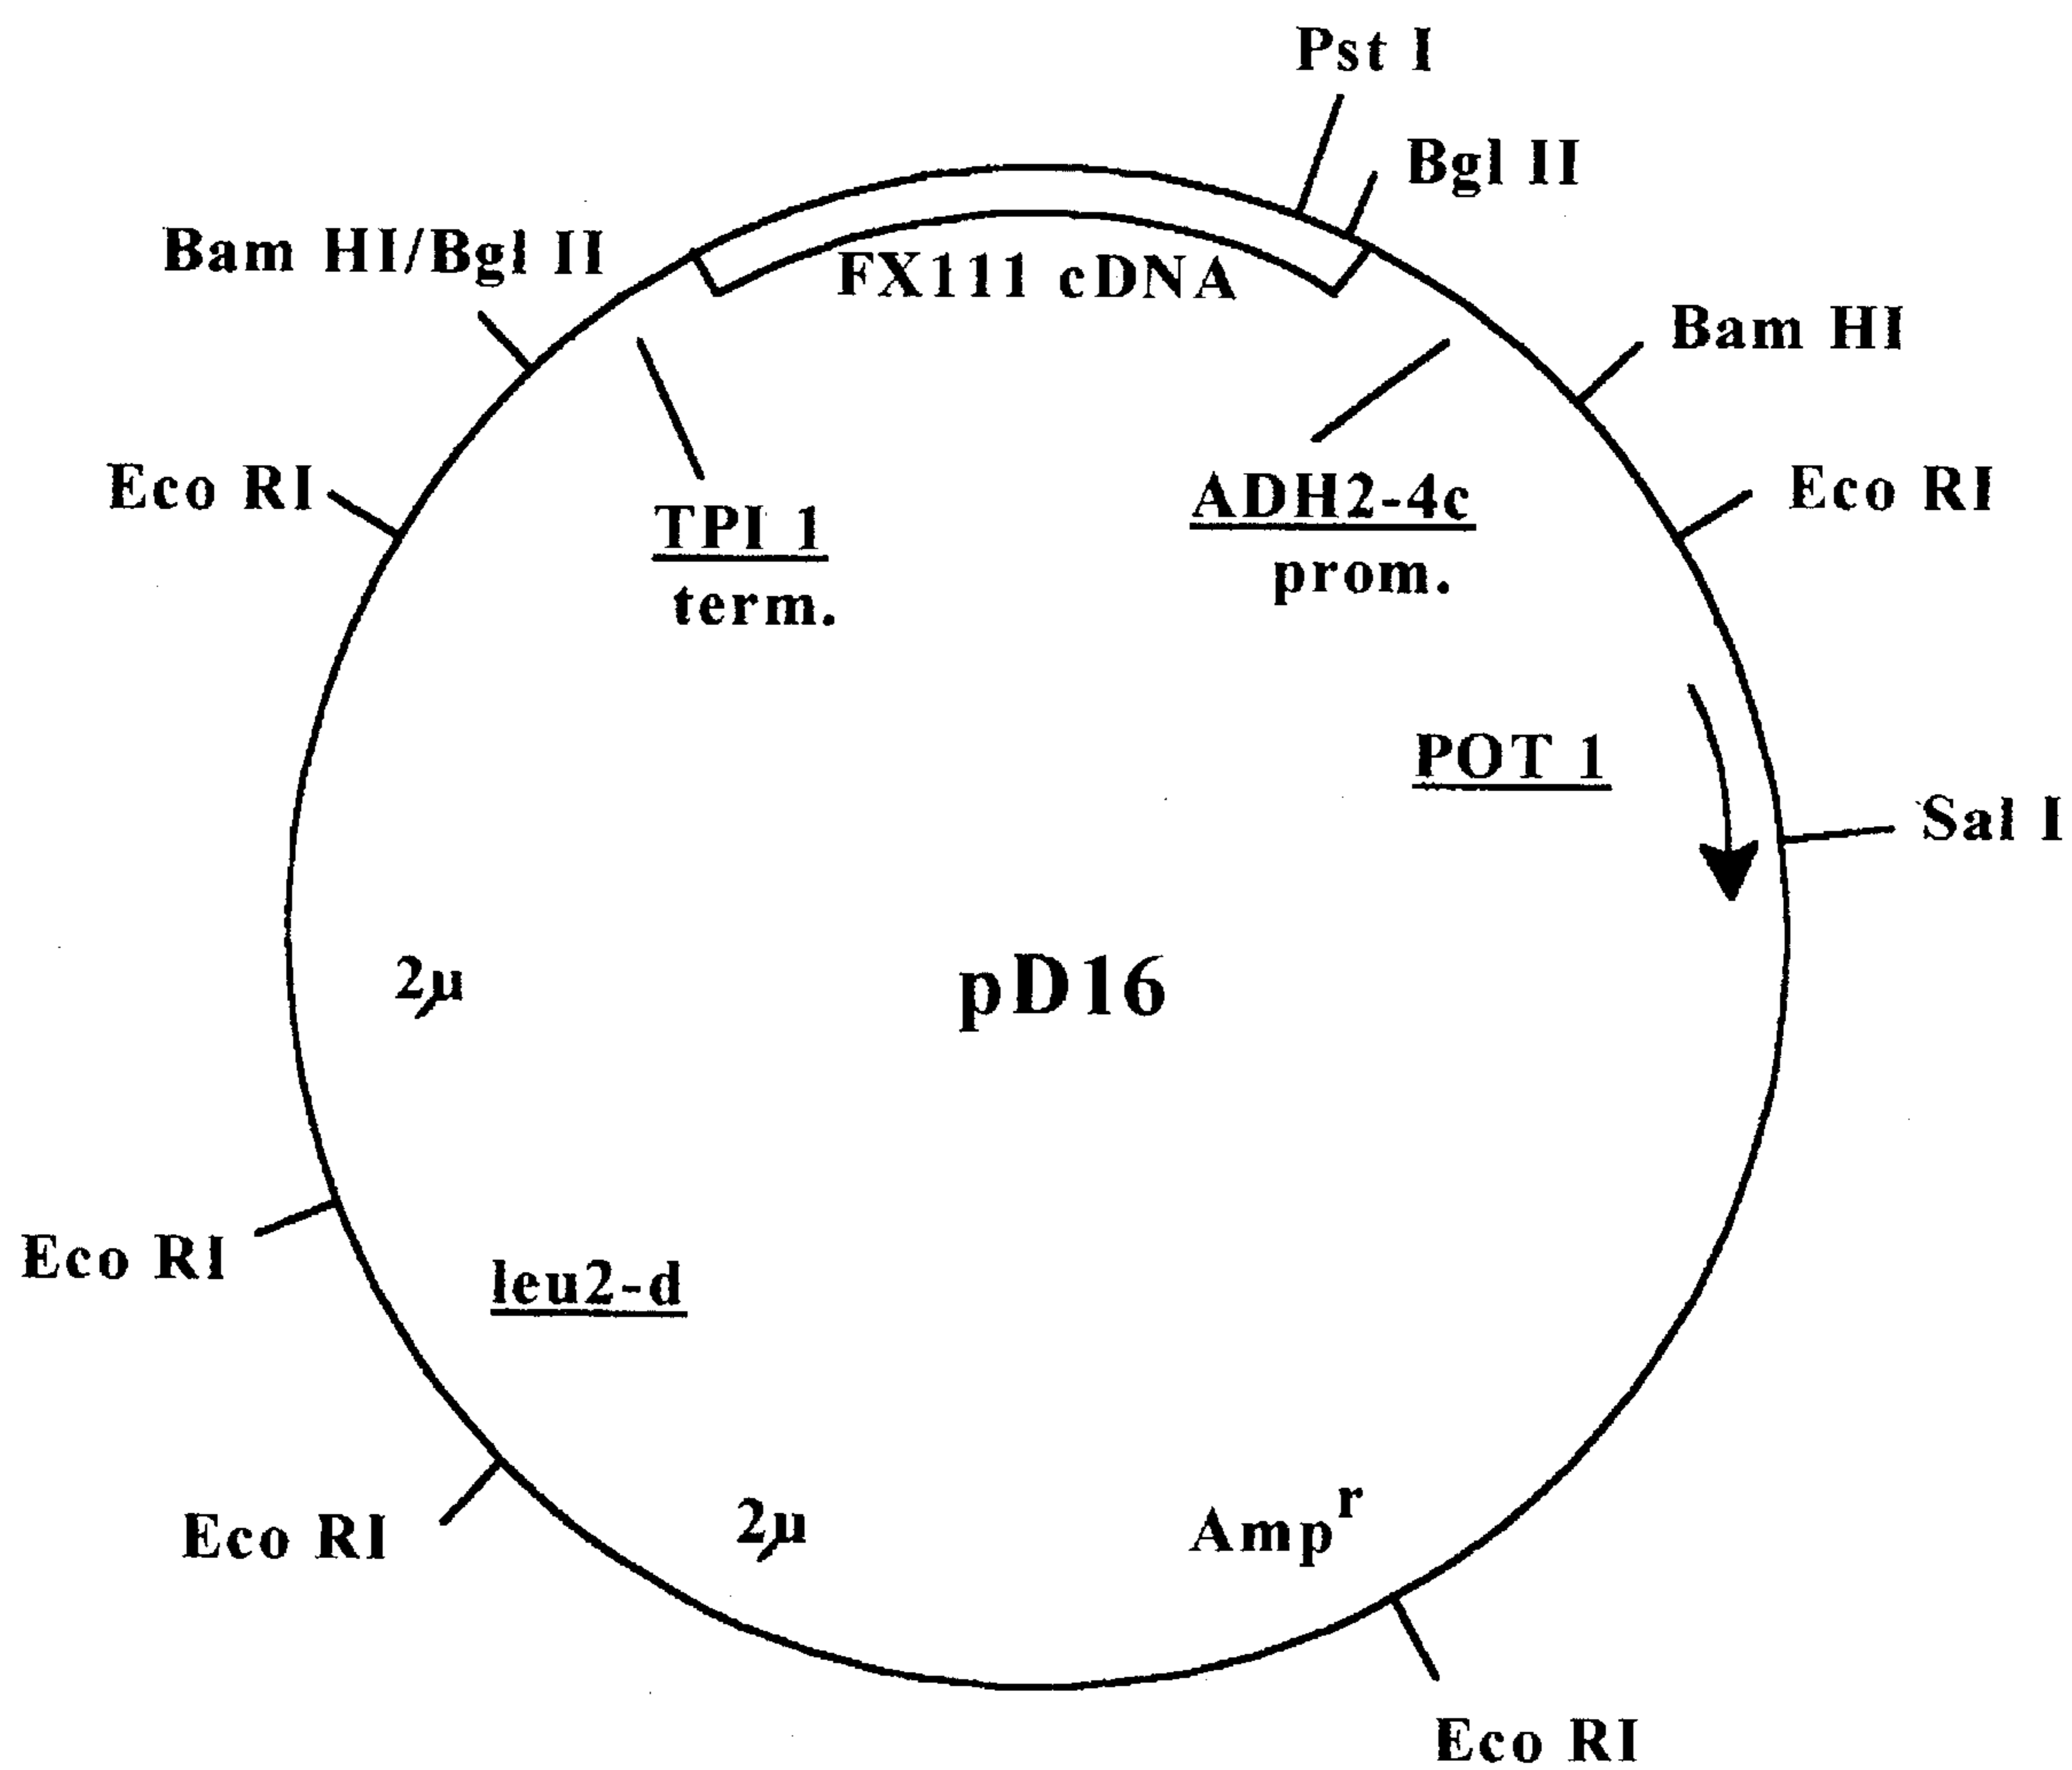 Pst I
Bgl II
Bam HI/Bgl II
FX111 cDNA
Bam HI
Eco RI
TPI 1
term.
ADH2-4c
prom.
Eco RI
POT 1
Sal I
2µ
pD16
Eco RI
leu2-d
Eco RI
2µ
Ampʳ
Eco RI